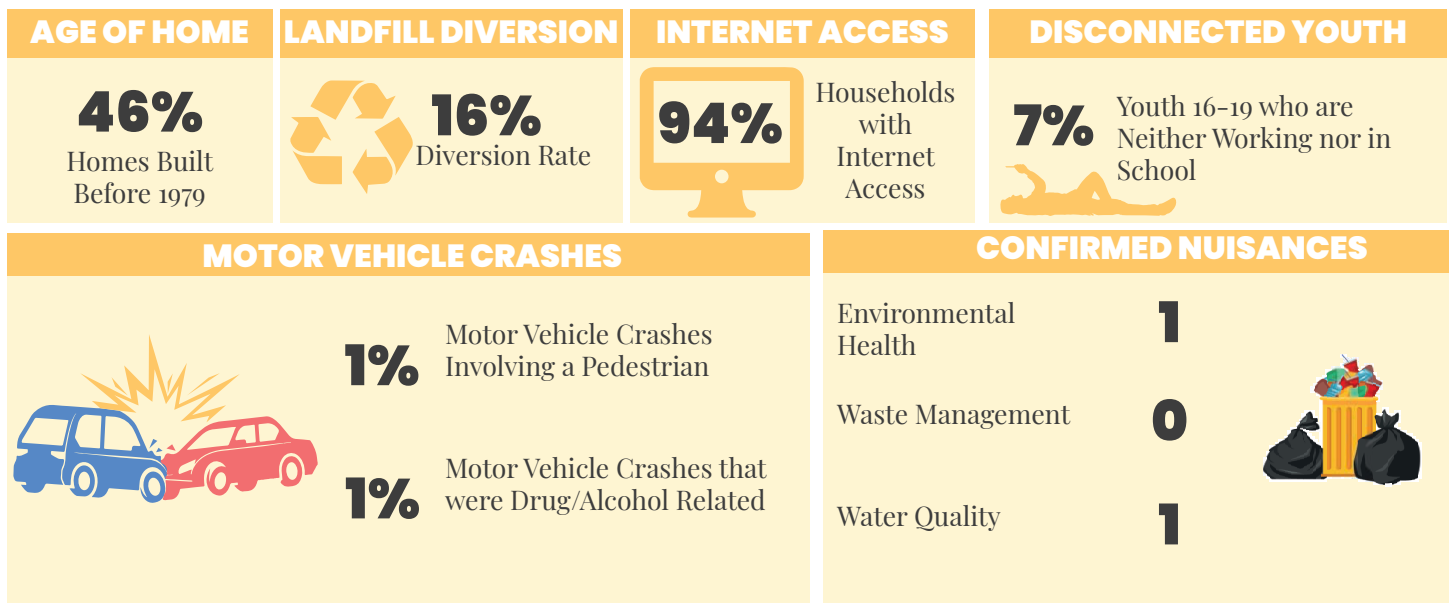 AGE OF HOME
46%
Homes Built
Before 1979
LANDFILL DIVERSION
16%
Diversion Rate
INTERNET ACCESS
94%
Households
with
Internet
Access
DISCONNECTED YOUTH
7%
Youth 16-19 who are
Neither Working nor in
School
MOTOR VEHICLE CRASHES
1%
Motor Vehicle Crashes
Involving a Pedestrian
1%
Motor Vehicle Crashes that
were Drug/Alcohol Related
CONFIRMED NUISANCES
Environmental
Health
1
Waste Management
0
Water Quality
1